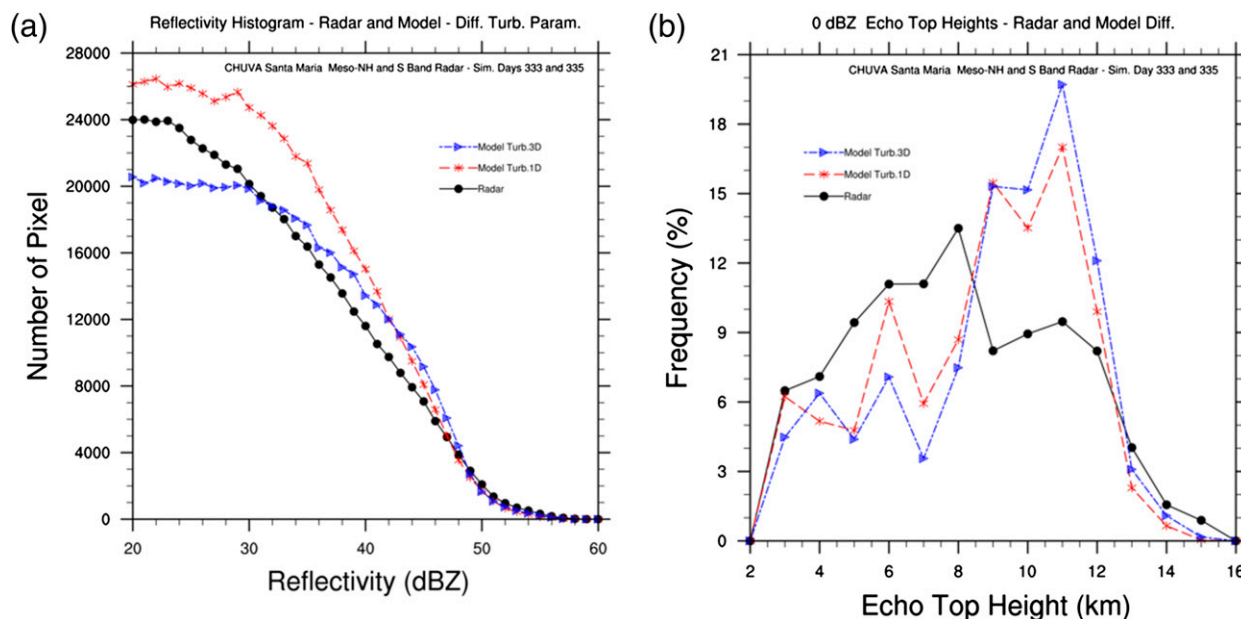 (a)
Reflectivity Histogram - Radar and Model - Diff. Turb. Param.
CHUVA Santa Maria Meso-NH and S Band Radar - Sim. Days 333 and 335
28000
24000
20000
16000
12000
8000
4000
0
Number of Pixel
Model Turb.3D
Model Turb.1D
Radar
20 30 40 50 60
Reflectivity (dBZ)
(b)
0 dBZ Echo Top Heights - Radar and Model Diff.
CHUVA Santa Maria Meso-NH and S Band Radar - Sim. Days 333 and 335
21
18
15
12
9
6
3
0
Frequency (%)
Model Turb.3D
Model Turb.1D
Radar
2 4 6 8 10 12 14 16
Echo Top Height (km)